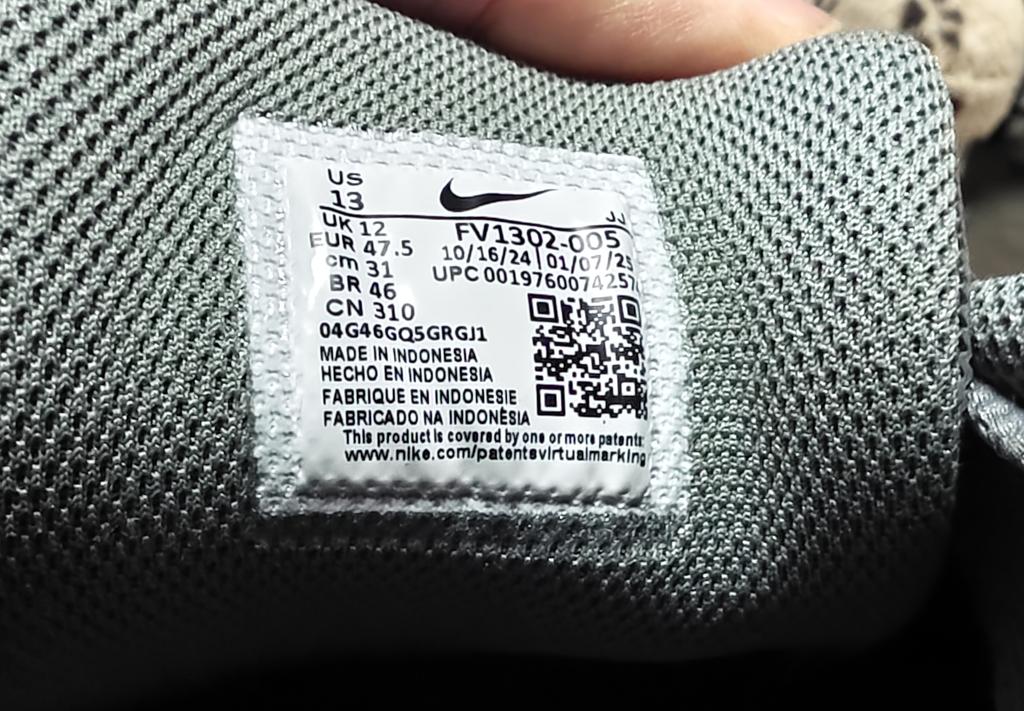 US
13
JJ
UK 12
FV1302-005
EUR 47.5
10/16/24 | 01/07/25
cm 31
UPC 0019760074257
BR 46
CN 310
04G46GQ5GRGJ1
MADE IN INDONESIA
HECHO EN INDONESIA
FABRIQUE EN INDONESIE
FABRICADO NA INDONÉSIA
This product is covered by one or more patents:
www.nike.com/patentsvirtualmarking